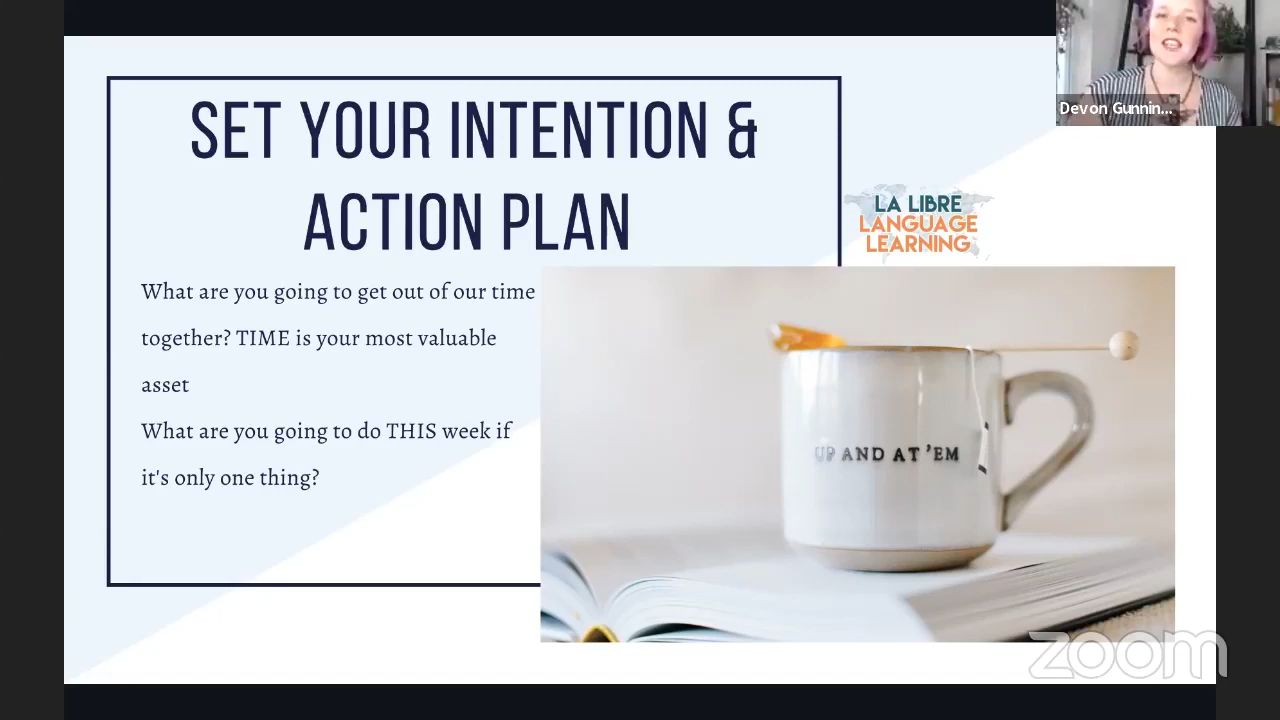 SET YOUR INTENTION &
ACTION PLAN
Devon Gunnin...
LA LIBRE
LANGUAGE
LEARNING
What are you going to get out of our time
together? TIME is your most valuable
asset
What are you going to do THIS week if
it's only one thing?
UP AND AT 'EM
zoom